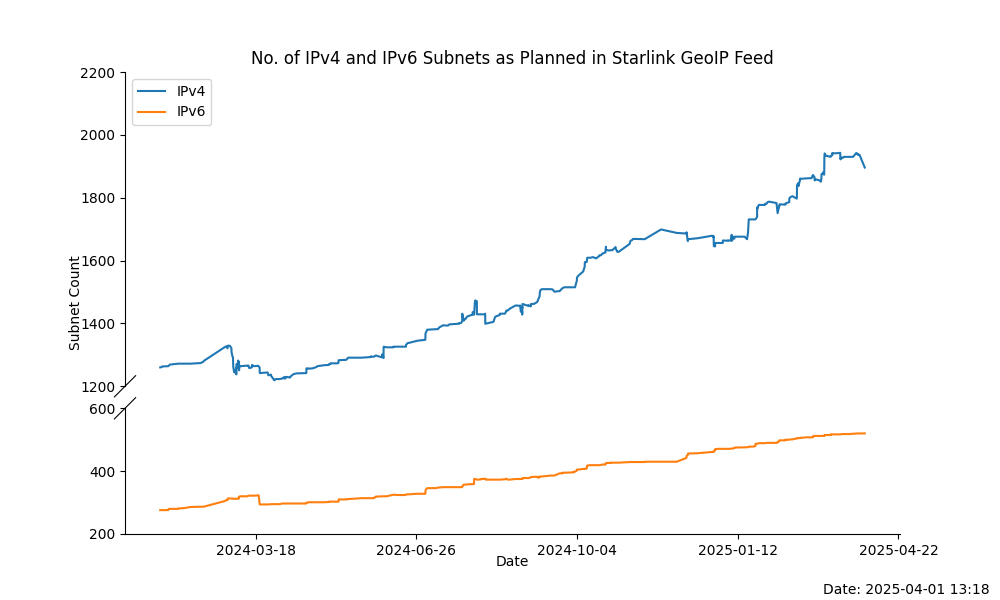 No. of IPv4 and IPv6 Subnets as Planned in Starlink GeoIP Feed
IPv4
IPv6
Subnet Count
2200
2000
1800
1600
1400
1200
600
400
200
2024-03-18
2024-06-26
2024-10-04
2025-01-12
2025-04-22
Date
Date: 2025-04-01 13:18